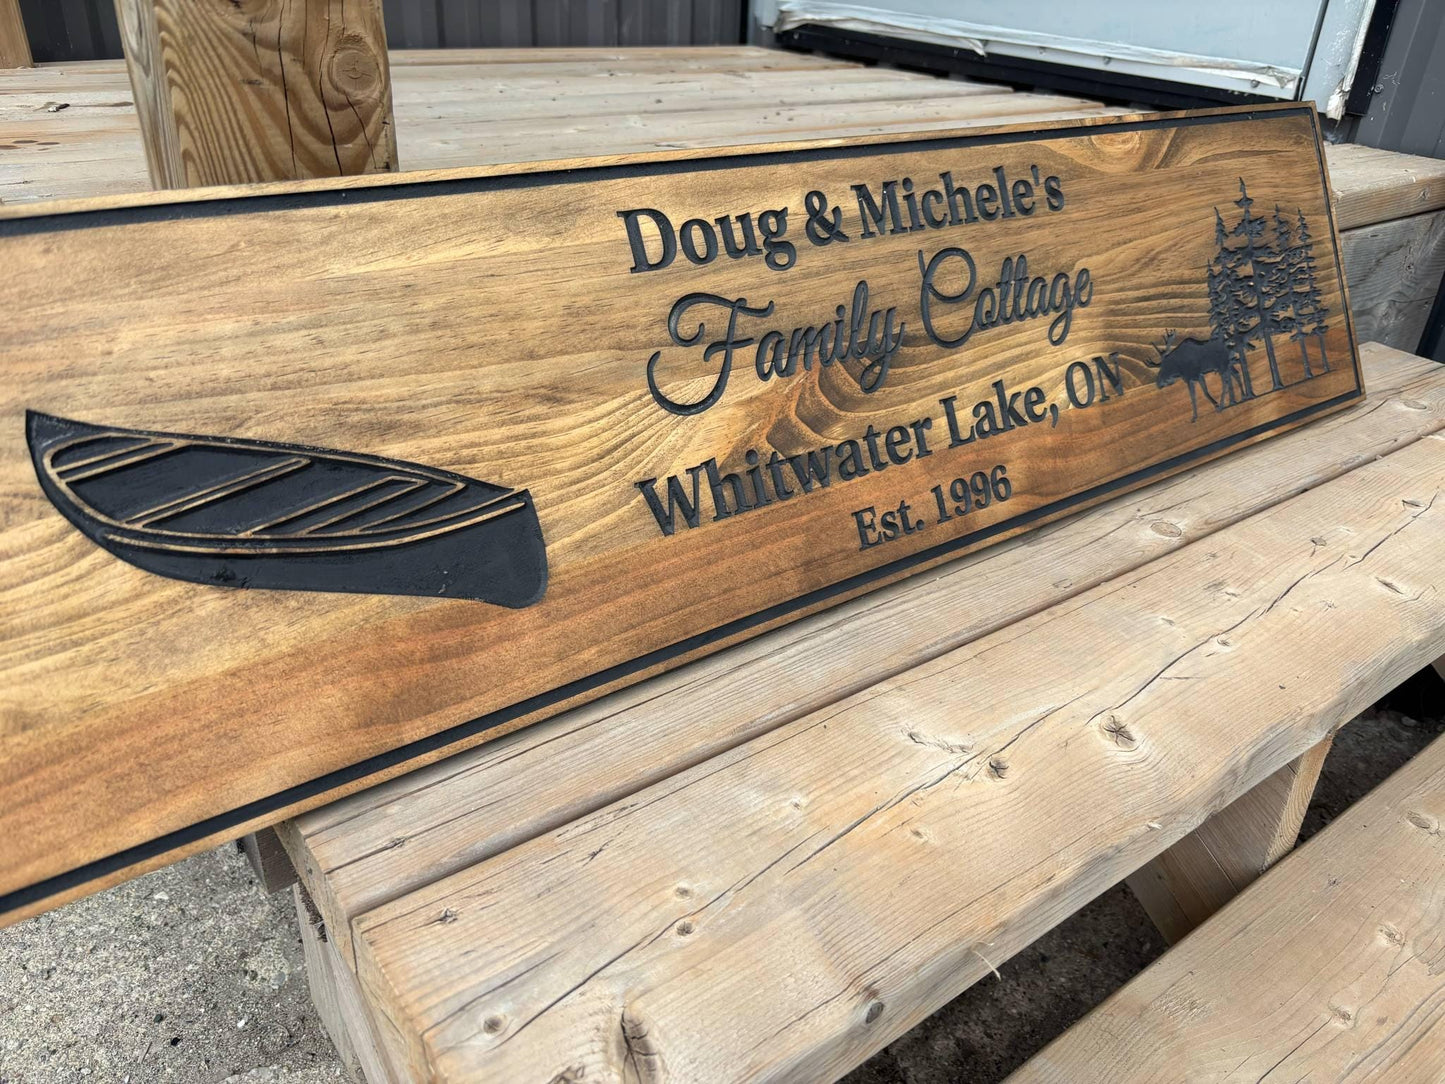 Doug & Michele's
Family Cottage
Whitwater Lake, ON
Est. 1996